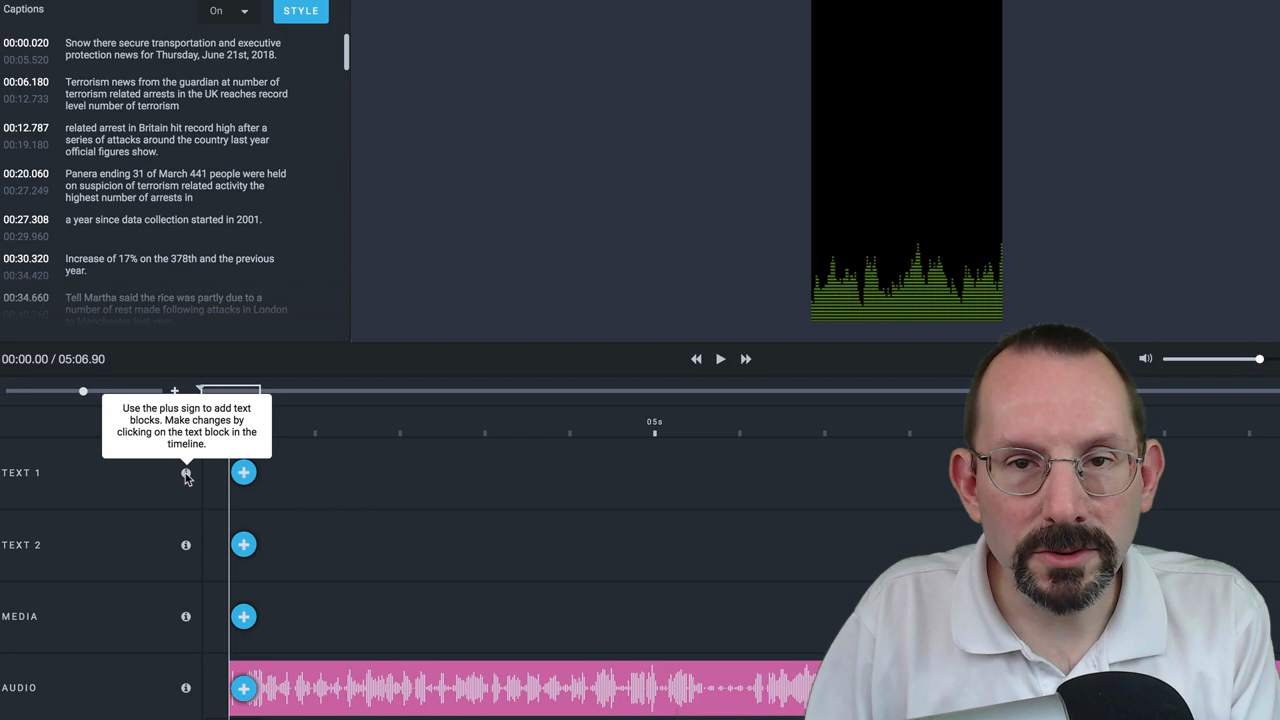 Captions
On
STYLE
00:00.020
00:05.520
Snow there secure transportation and executive
protection news for Thursday, June 21st, 2018.
00:06.180
00:12.733
Terrorism news from the guardian at number of
terrorism related arrests in the UK reaches record
level number of terrorism
00:12.787
00:19.180
related arrest in Britain hit record high after a
series of attacks around the country last year
official figures show.
00:20.060
00:27.249
Panera ending 31 of March 441 people were held
on suspicion of terrorism related activity the
highest number of arrests in
00:27.308
00:29.960
a year since data collection started in 2001.
00:30.320
00:34.420
Increase of 17% on the 378th and the previous
year.
00:34.660
00:40.760
Tell Martha said the rice was partly due to a
number of rest made following attacks in London
to Manchester last year
00:00.00 / 05:06.90
Use the plus sign to add text
blocks. Make changes by
clicking on the text block in the
timeline.
05s
TEXT 1
TEXT 2
MEDIA
AUDIO